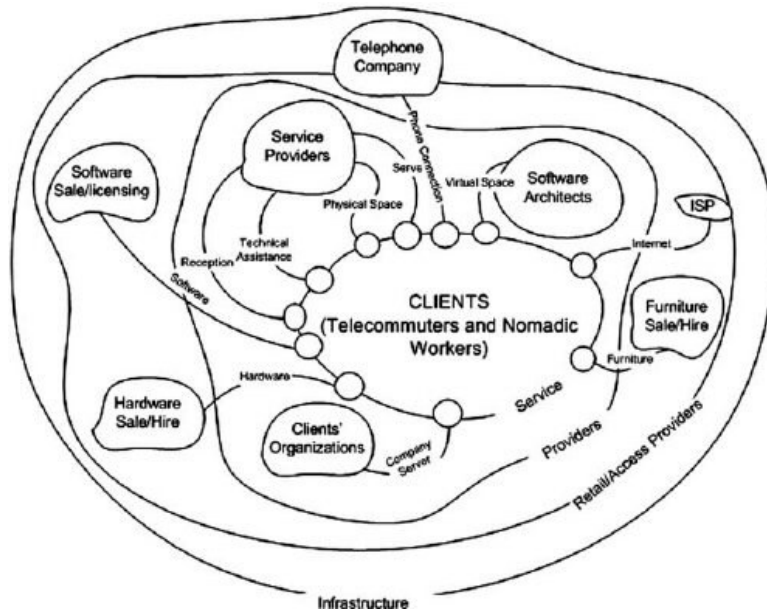 Telephone
Company
Service
Providers
Software
Sale/licensing
Phone Connection
Serve
Virtual Space
Software
Architects
Physical Space
ISP
Technical
Assistance
Internet
Reception
Software
CLIENTS
(Telecommuters and Nomadic
Workers)
Furniture
Sale/Hire
Furniture
Hardware
Hardware
Sale/Hire
Clients'
Organizations
Company
Server
Service
Providers
Retail/Access Providers
Infrastructure